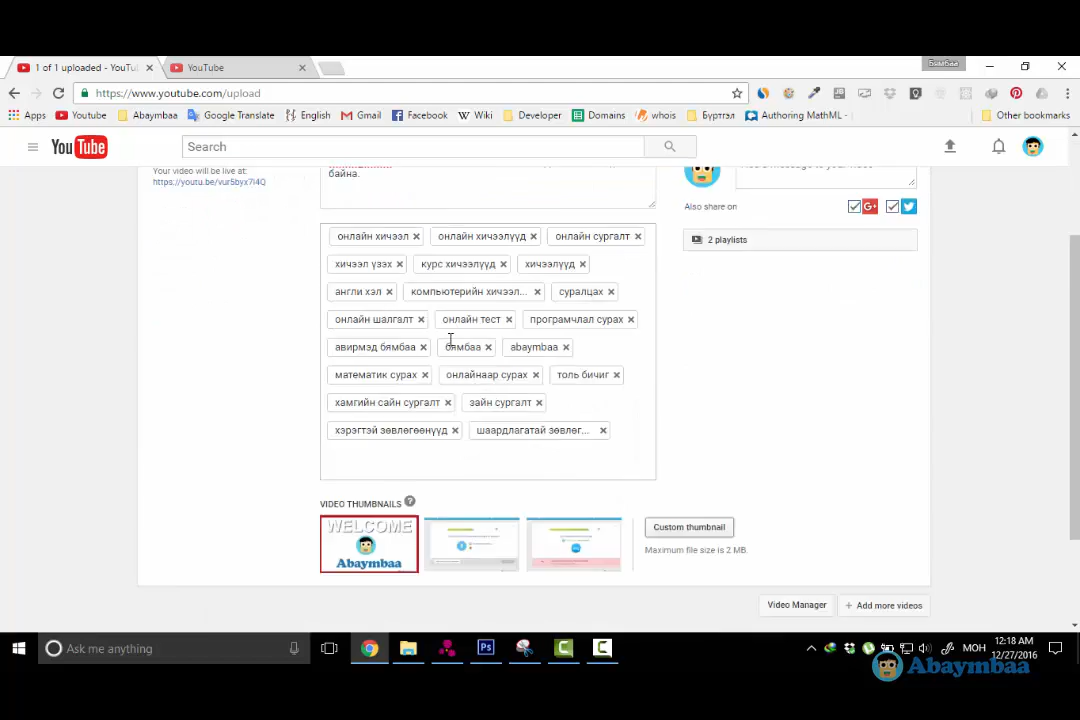 1 of 1 uploaded - YouTu
YouTube
Бямбаа
https://www.youtube.com/upload
Apps Youtube Abaymbaa Google Translate English Gmail Facebook Wiki Developer Domains whois Бүртгэл Authoring MathML - Other bookmarks
YouTube
Search
Your video will be live at:
https://youtu.be/vur5byx7I4Q
байна.
Also share on
2 playlists
онлайн хичээл онлайн хичээлүүд онлайн сургалт
хичээл үзэх курс хичээлүүд хичээлүүд
англи хэл компьютерийн хичээл... суралцах
онлайн шалгалт онлайн тест програмчлал сурах
авирмэд бямбаа бямбаа abaymbaa
математик сурах онлайнаар сурах толь бичиг
хамгийн сайн сургалт зайн сургалт
хэрэгтэй зөвлөгөөнүүд шаардлагатай зөвлөг...
VIDEO THUMBNAILS ?
WELCOME
Abaymbaa
Custom thumbnail
Maximum file size is 2 MB.
Video Manager
+ Add more videos
Ask me anything
МОН
12:18 AM
12/27/2016
Abaymbaa